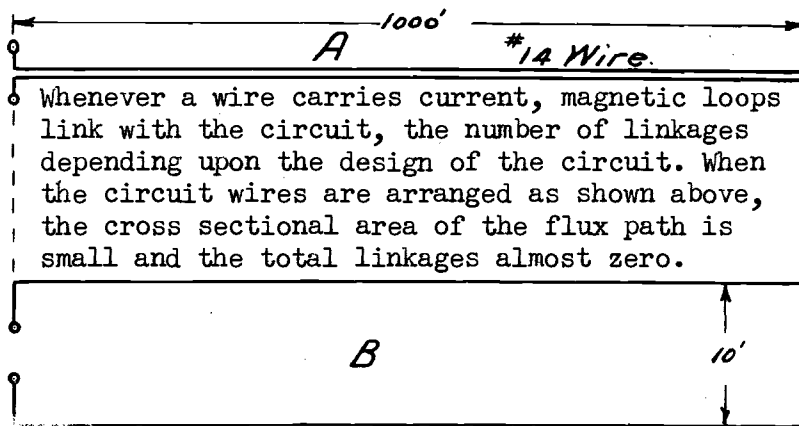 1000'
A #14 Wire.
Whenever a wire carries current, magnetic loops
link with the circuit, the number of linkages
depending upon the design of the circuit. When
the circuit wires are arranged as shown above,
the cross sectional area of the flux path is
small and the total linkages almost zero.
B 10'